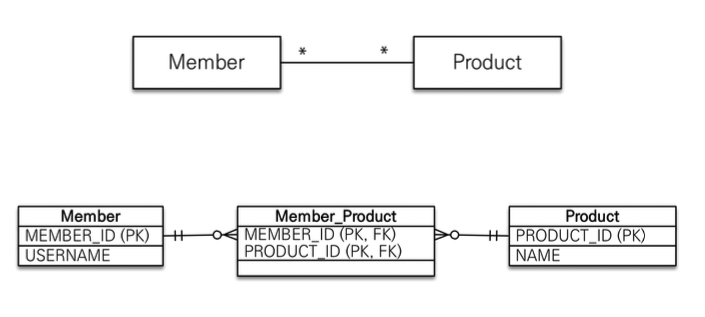 Member * * Product
Member
MEMBER_ID (PK)
USERNAME
Member_Product
MEMBER_ID (PK, FK)
PRODUCT_ID (PK, FK)
Product
PRODUCT_ID (PK)
NAME